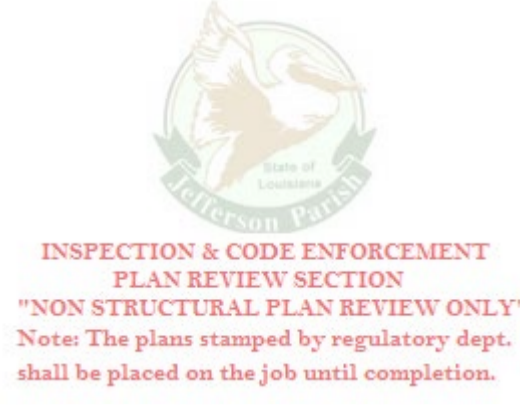 State of
Louisiana
Jefferson Parish
INSPECTION & CODE ENFORCEMENT
PLAN REVIEW SECTION
"NON STRUCTURAL PLAN REVIEW ONLY"
Note: The plans stamped by regulatory dept.
shall be placed on the job until completion.